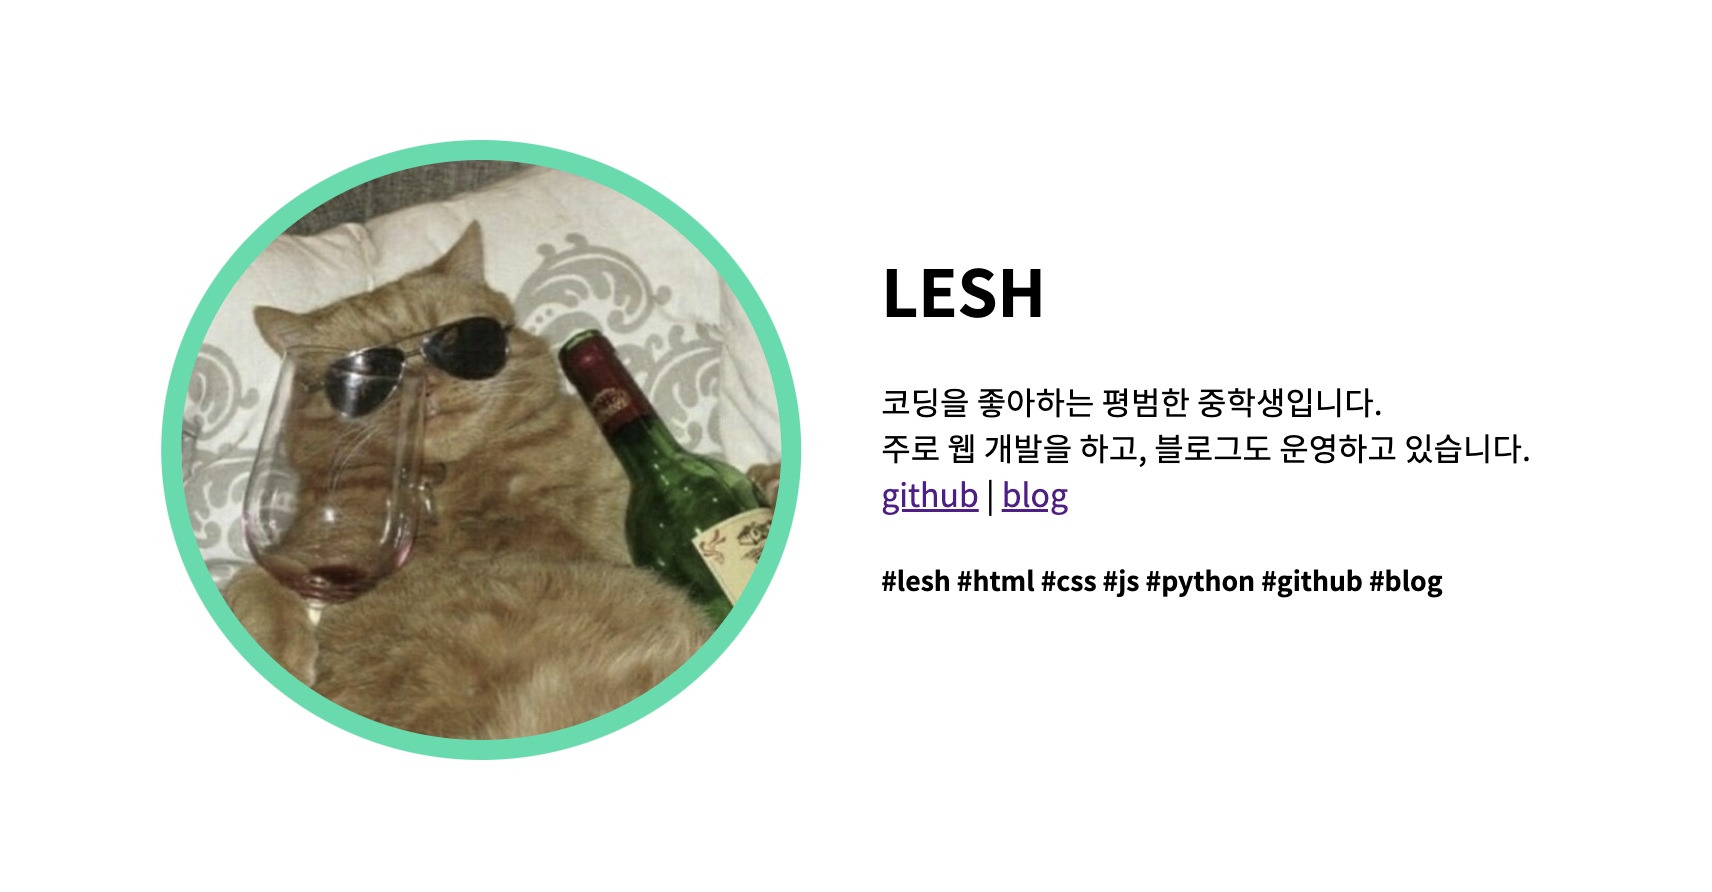 LESH
코딩을 좋아하는 평범한 중학생입니다.
주로 웹 개발을 하고, 블로그도 운영하고 있습니다.
github | blog
#lesh #html #css #js #python #github #blog